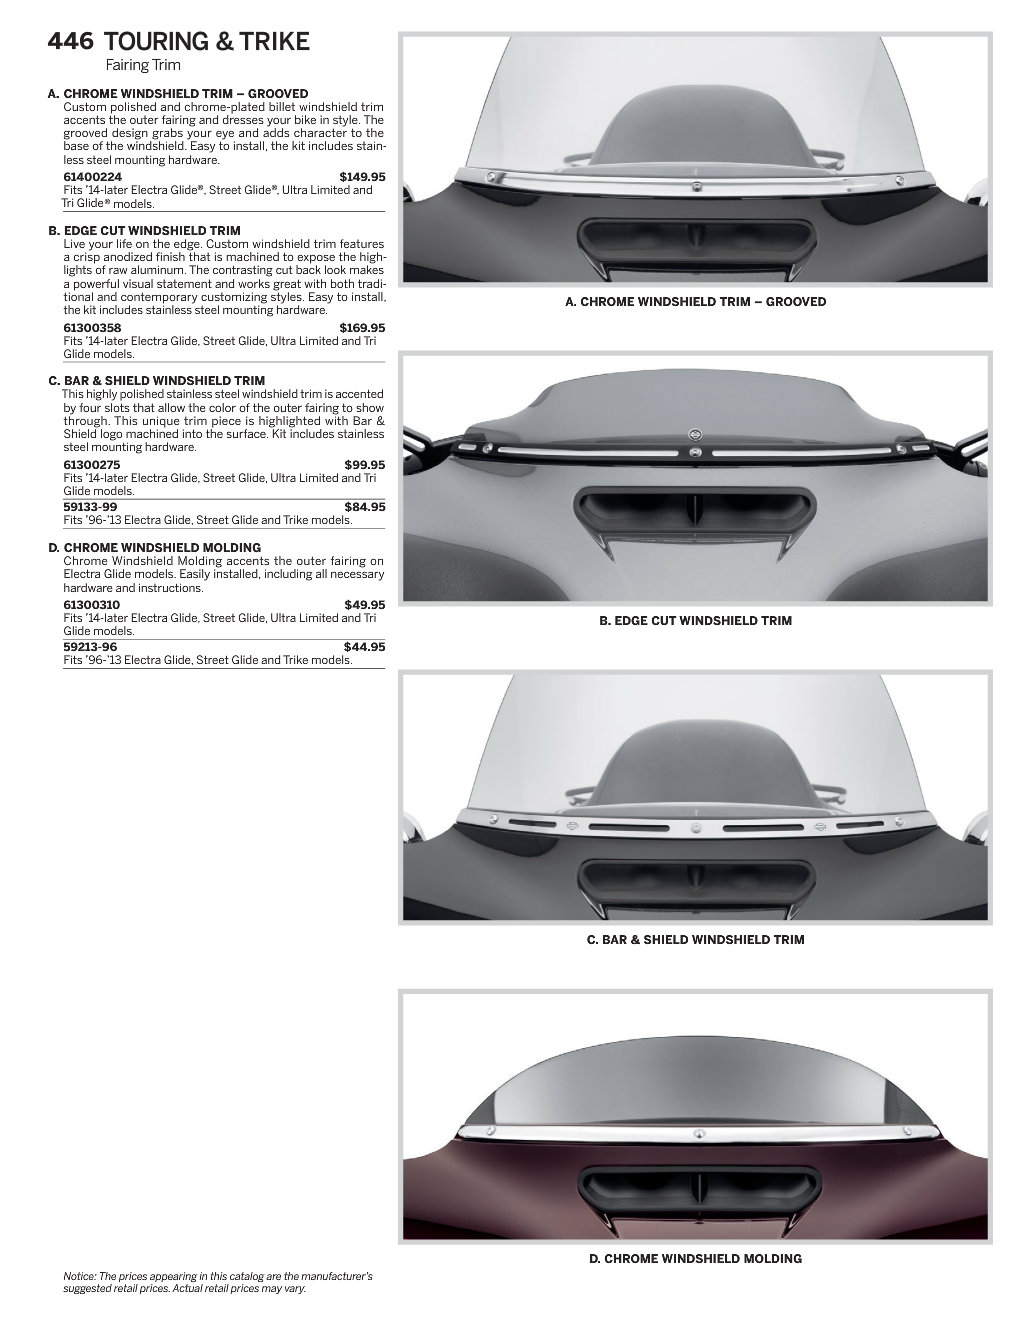 446 TOURING & TRIKE
Fairing Trim
A. CHROME WINDSHIELD TRIM – GROOVED
Custom polished and chrome-plated billet windshield trim
accents the outer fairing and dresses your bike in style. The
grooved design grabs your eye and adds character to the
base of the windshield. Easy to install, the kit includes stain-
less steel mounting hardware.
61400224 $149.95
Fits ’14-later Electra Glide®, Street Glide®, Ultra Limited and
Tri Glide® models.
B. EDGE CUT WINDSHIELD TRIM
Live your life on the edge. Custom windshield trim features
a crisp anodized finish that is machined to expose the high-
lights of raw aluminum. The contrasting cut back look makes
a powerful visual statement and works great with both tradi-
tional and contemporary customizing styles. Easy to install,
the kit includes stainless steel mounting hardware.
61300358 $169.95
Fits ’14-later Electra Glide, Street Glide, Ultra Limited and Tri
Glide models.
C. BAR & SHIELD WINDSHIELD TRIM
This highly polished stainless steel windshield trim is accented
by four slots that allow the color of the outer fairing to show
through. This unique trim piece is highlighted with Bar &
Shield logo machined into the surface. Kit includes stainless
steel mounting hardware.
61300275 $99.95
Fits ’14-later Electra Glide, Street Glide, Ultra Limited and Tri
Glide models.
59133-99 $84.95
Fits ’96-’13 Electra Glide, Street Glide and Trike models.
D. CHROME WINDSHIELD MOLDING
Chrome Windshield Molding accents the outer fairing on
Electra Glide models. Easily installed, including all necessary
hardware and instructions.
61300310 $49.95
Fits ’14-later Electra Glide, Street Glide, Ultra Limited and Tri
Glide models.
59213-96 $44.95
Fits ’96-’13 Electra Glide, Street Glide and Trike models.
A. CHROME WINDSHIELD TRIM – GROOVED
B. EDGE CUT WINDSHIELD TRIM
C. BAR & SHIELD WINDSHIELD TRIM
D. CHROME WINDSHIELD MOLDING
Notice: The prices appearing in this catalog are the manufacturer’s
suggested retail prices. Actual retail prices may vary.